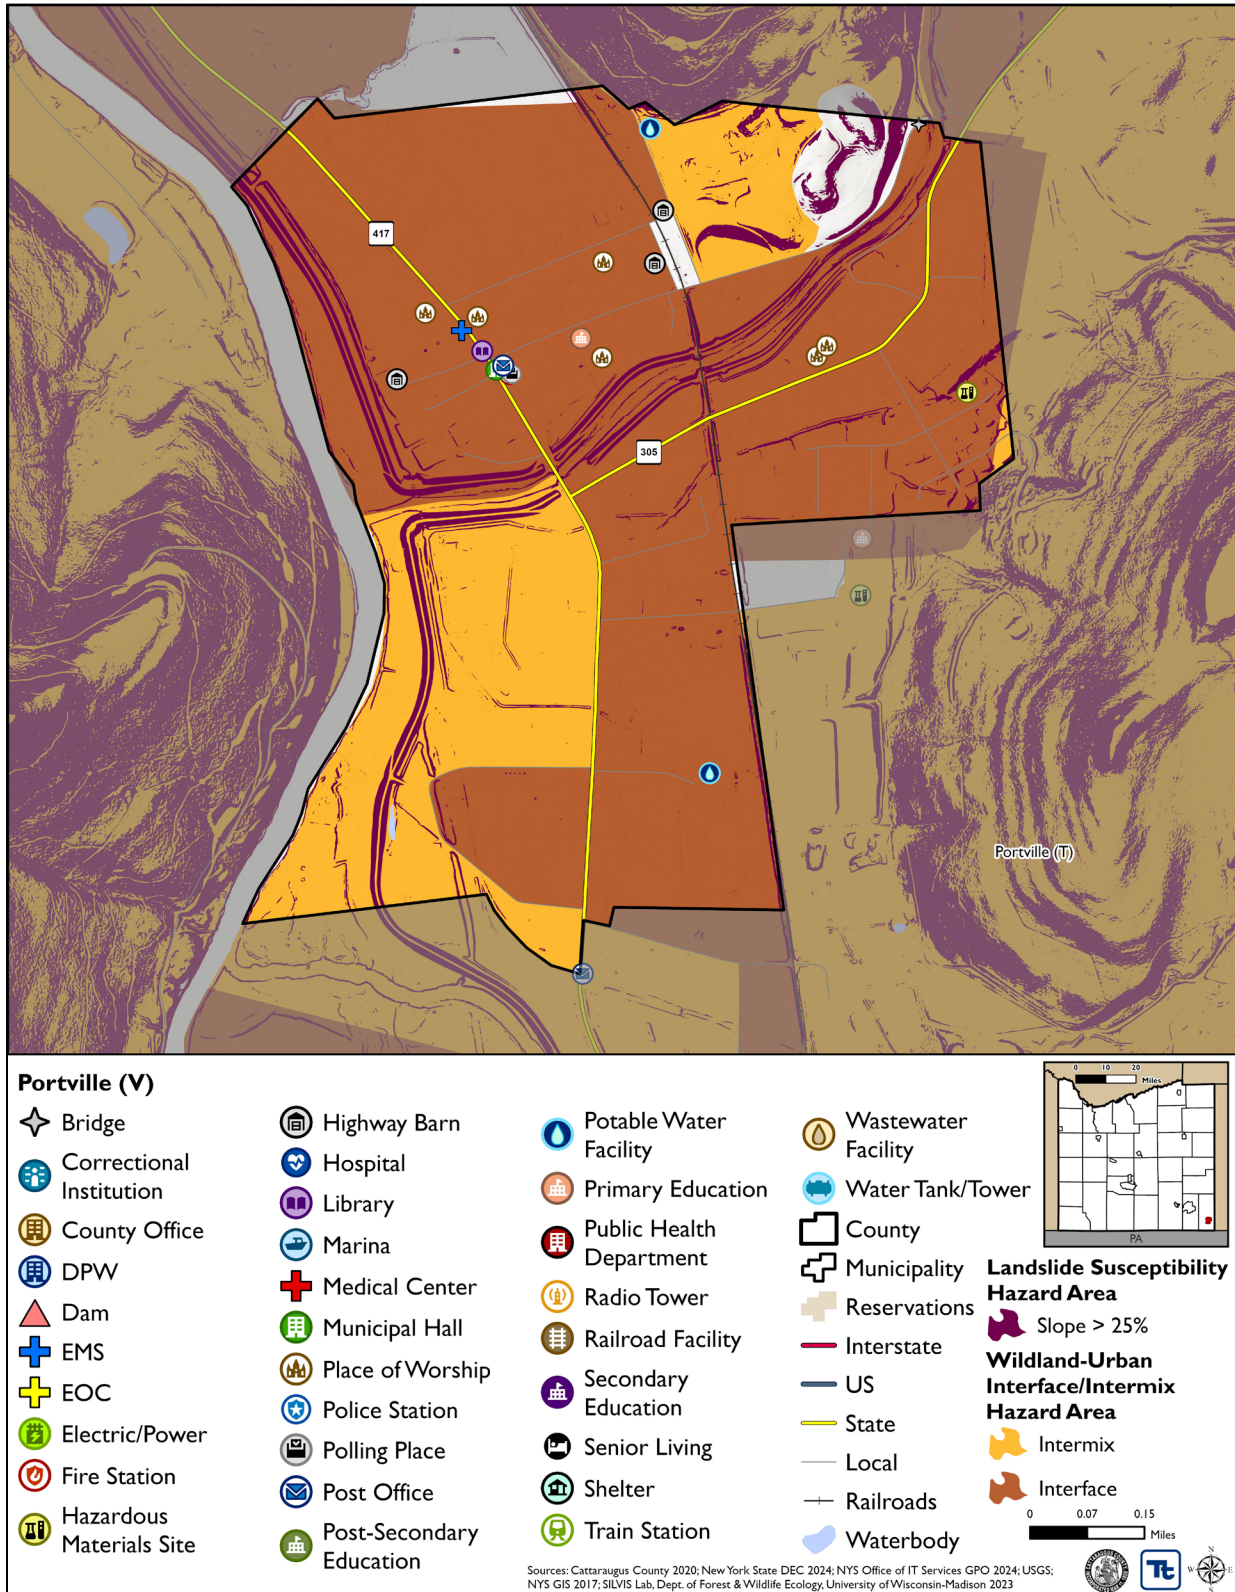 417
305
Portville (T)
Portville (V)
Bridge
Correctional
Institution
County Office
DPW
Dam
EMS
EOC
Electric/Power
Fire Station
Hazardous
Materials Site
Highway Barn
Hospital
Library
Marina
Medical Center
Municipal Hall
Place of Worship
Police Station
Polling Place
Post Office
Post-Secondary
Education
Potable Water
Facility
Primary Education
Public Health
Department
Radio Tower
Railroad Facility
Secondary
Education
Senior Living
Shelter
Train Station
Wastewater
Facility
Water Tank/Tower
County
Municipality
Reservations
Interstate
US
State
Local
Railroads
Waterbody
0 10 20
Miles
PA
Landslide Susceptibility
Hazard Area
Slope > 25%
Wildland-Urban
Interface/Intermix
Hazard Area
Intermix
Interface
0 0.07 0.15
Miles
Sources: Cattaraugus County 2020; New York State DEC 2024; NYS Office of IT Services GPO 2024; USGS;
NYS GIS 2017; SILVIS Lab, Dept. of Forest & Wildlife Ecology, University of Wisconsin-Madison 2023
Tt
N
W E
S